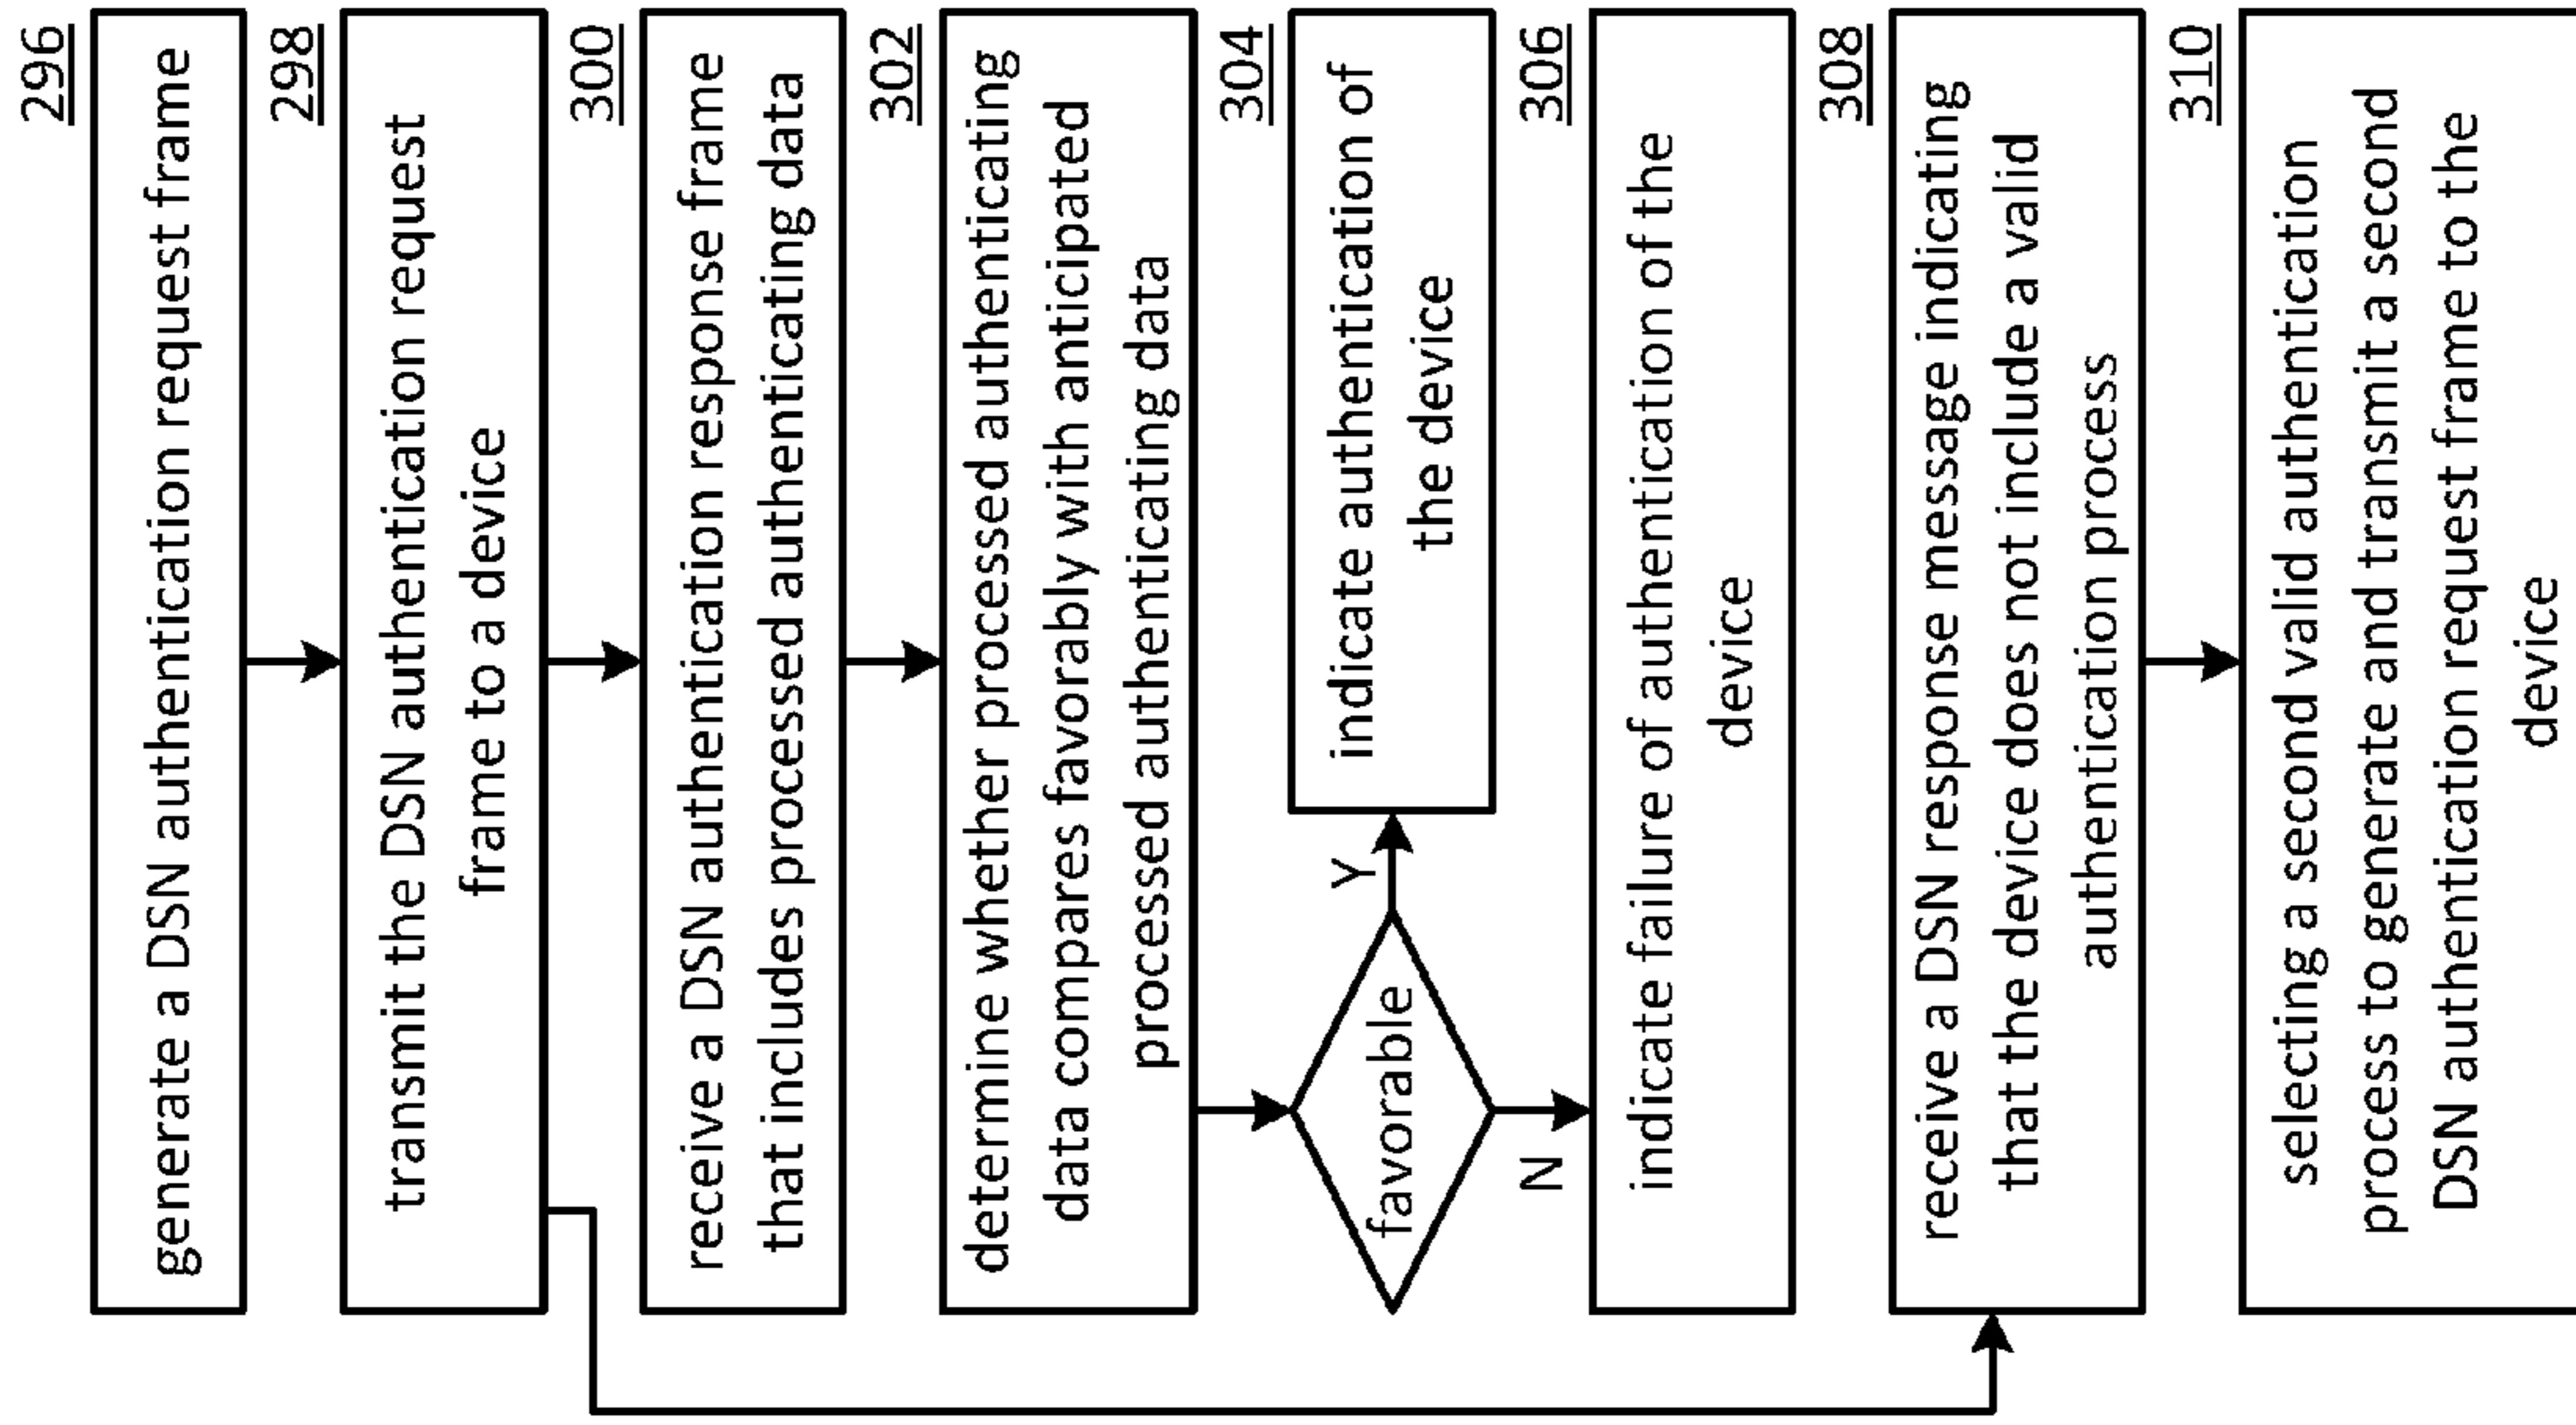 296
generate a DSN authentication request frame
298
transmit the DSN authentication request
frame to a device
300
receive a DSN authentication response frame
that includes processed authenticating data
302
determine whether processed authenticating
data compares favorably with anticipated
processed authenticating data
304
favorable
Y
indicate authentication of
the device
N
306
indicate failure of authentication of the
device
308
receive a DSN response message indicating
that the device does not include a valid
authentication process
310
selecting a second valid authentication
process to generate and transmit a second
DSN authentication request frame to the
device